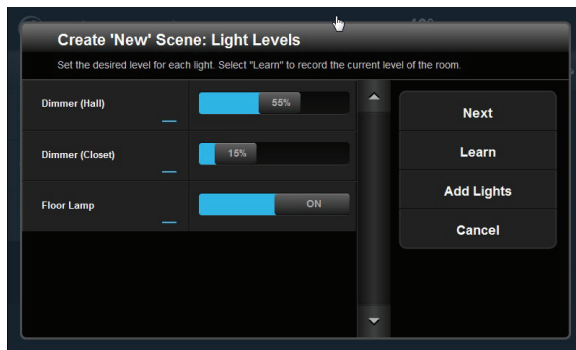 Create 'New' Scene: Light Levels
Set the desired level for each light. Select "Learn" to record the current level of the room.
Dimmer (Hall)
55%
Dimmer (Closet)
15%
Floor Lamp
ON
Next
Learn
Add Lights
Cancel